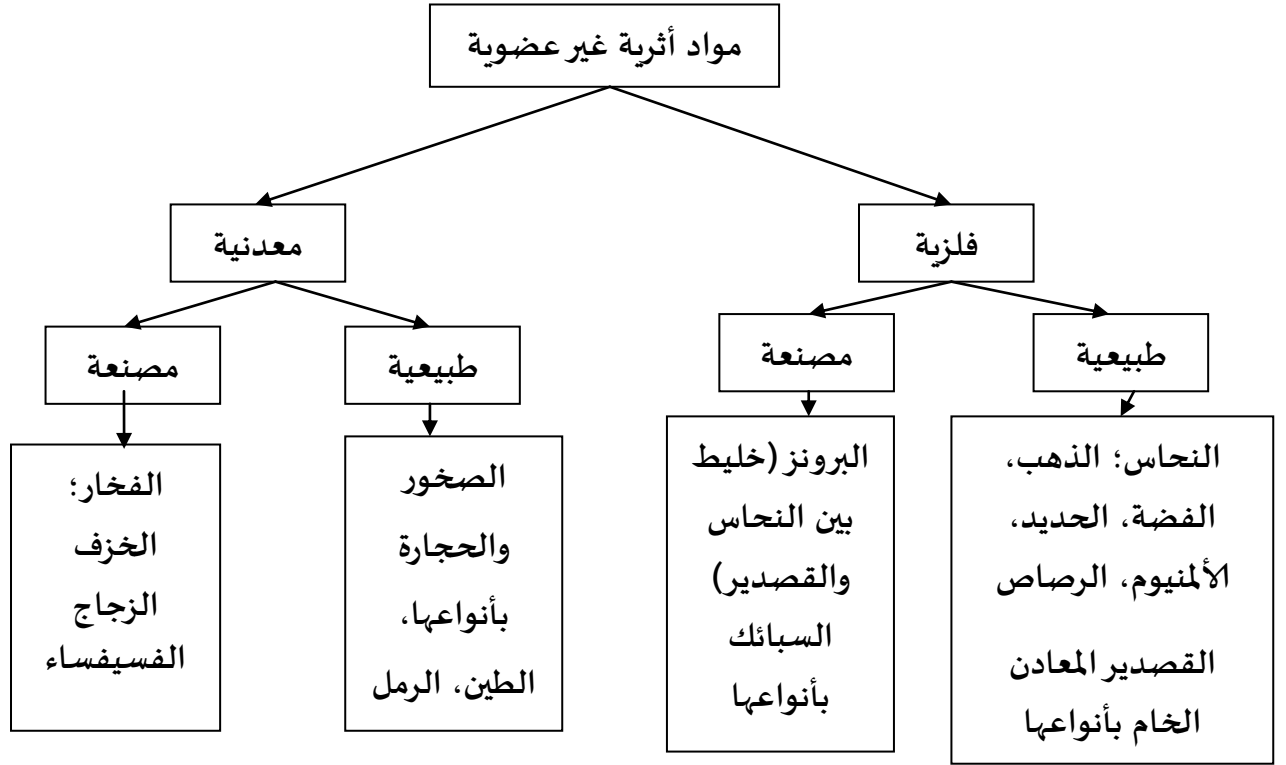 مواد أثرية غير عضوية
فلزية
معدنية
طبيعية
مصنعة
طبيعية
مصنعة
النحاس؛ الذهب،
الفضة، الحديد،
الألمنيوم، الرصاص
القصدير المعادن
الخام بأنواعها
البرونز (خليط
بين النحاس
والقصدير)
السبائك
بأنواعها
الصخور
والحجارة
بأنواعها،
الطين، الرمل
الفخار؛
الخزف
الزجاج
الفسيفساء